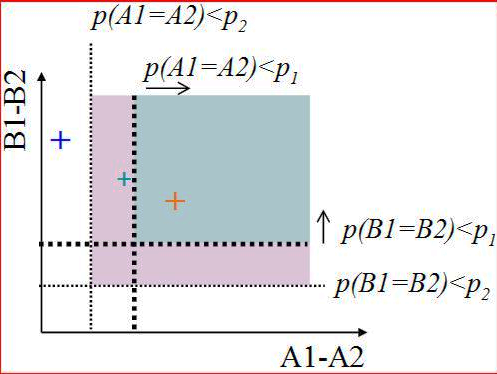 p(A1=A2)<p₂
p(A1=A2)<p₁
B1-B2
p(B1=B2)<p₁
p(B1=B2)<p₂
A1-A2